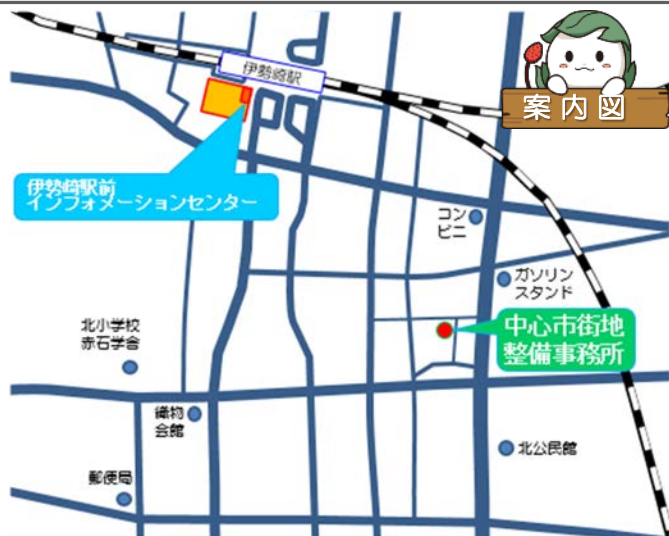 伊勢崎駅
案内図
伊勢崎駅前
インフォメーションセンター
コン
ビニ
ガソリン
スタンド
中心市街地
整備事務所
北小学校
赤石学舎
織物
会館
北公民館
郵便局